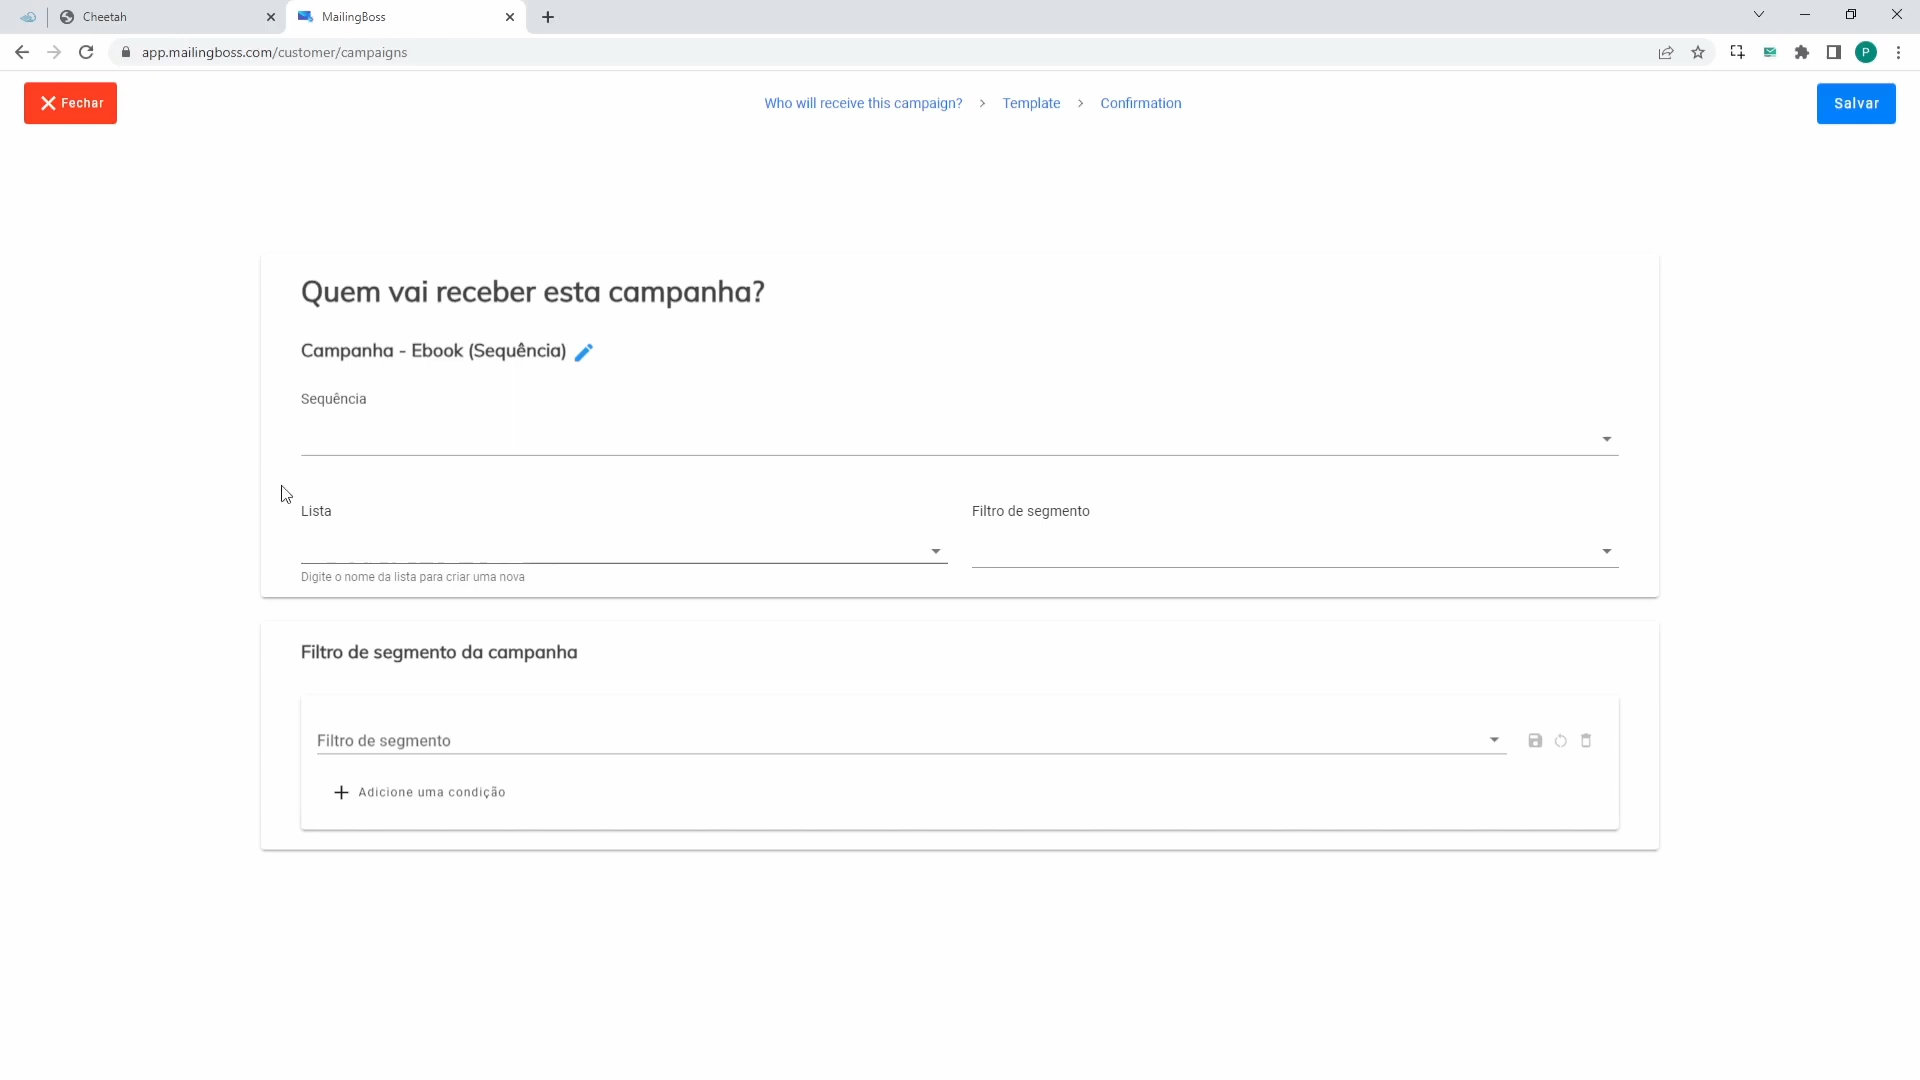 Cheetah
MailingBoss
app.mailingboss.com/customer/campaigns
P
Fechar
Who will receive this campaign? > Template > Confirmation
Salvar
Quem vai receber esta campanha?
Campanha - Ebook (Sequência)
Sequência
Lista
Filtro de segmento
Digite o nome da lista para criar uma nova
Filtro de segmento da campanha
Filtro de segmento
Adicione uma condição